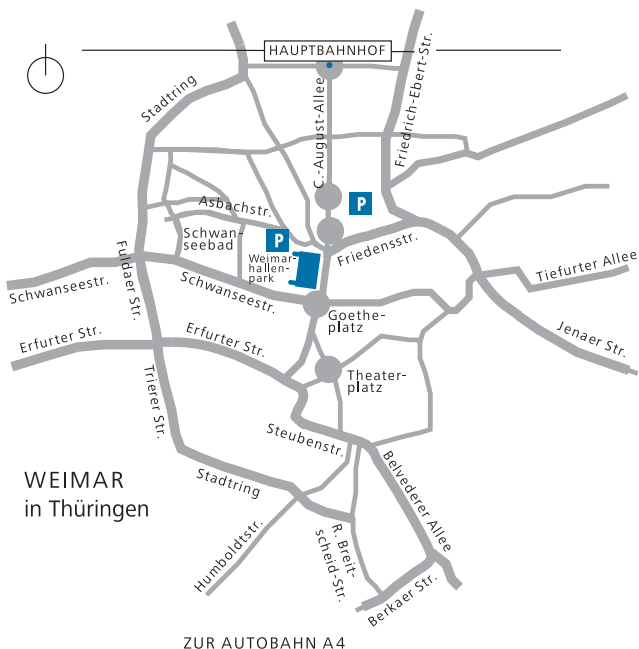 HAUPTBAHNHOF
Stadtring
C.-August-Allee
Friedrich-Ebert-Str.
P
Asbachstr.
P
Schwan-
seebad
Weimar-
hallen-
park
Friedensstr.
Fuldaer Str.
Schwanseestr.
Schwanseestr.
Tiefurter Allee
Goethe-
platz
Jenaer Str.
Erfurter Str.
Erfurter Str.
Theater-
platz
Trierer Str.
Steubenstr.
WEIMAR
in Thüringen
Stadtring
Belvederer Allee
Humboldtstr.
R. Breit-
scheid-Str.
Berkaer Str.
ZUR AUTOBAHN A4